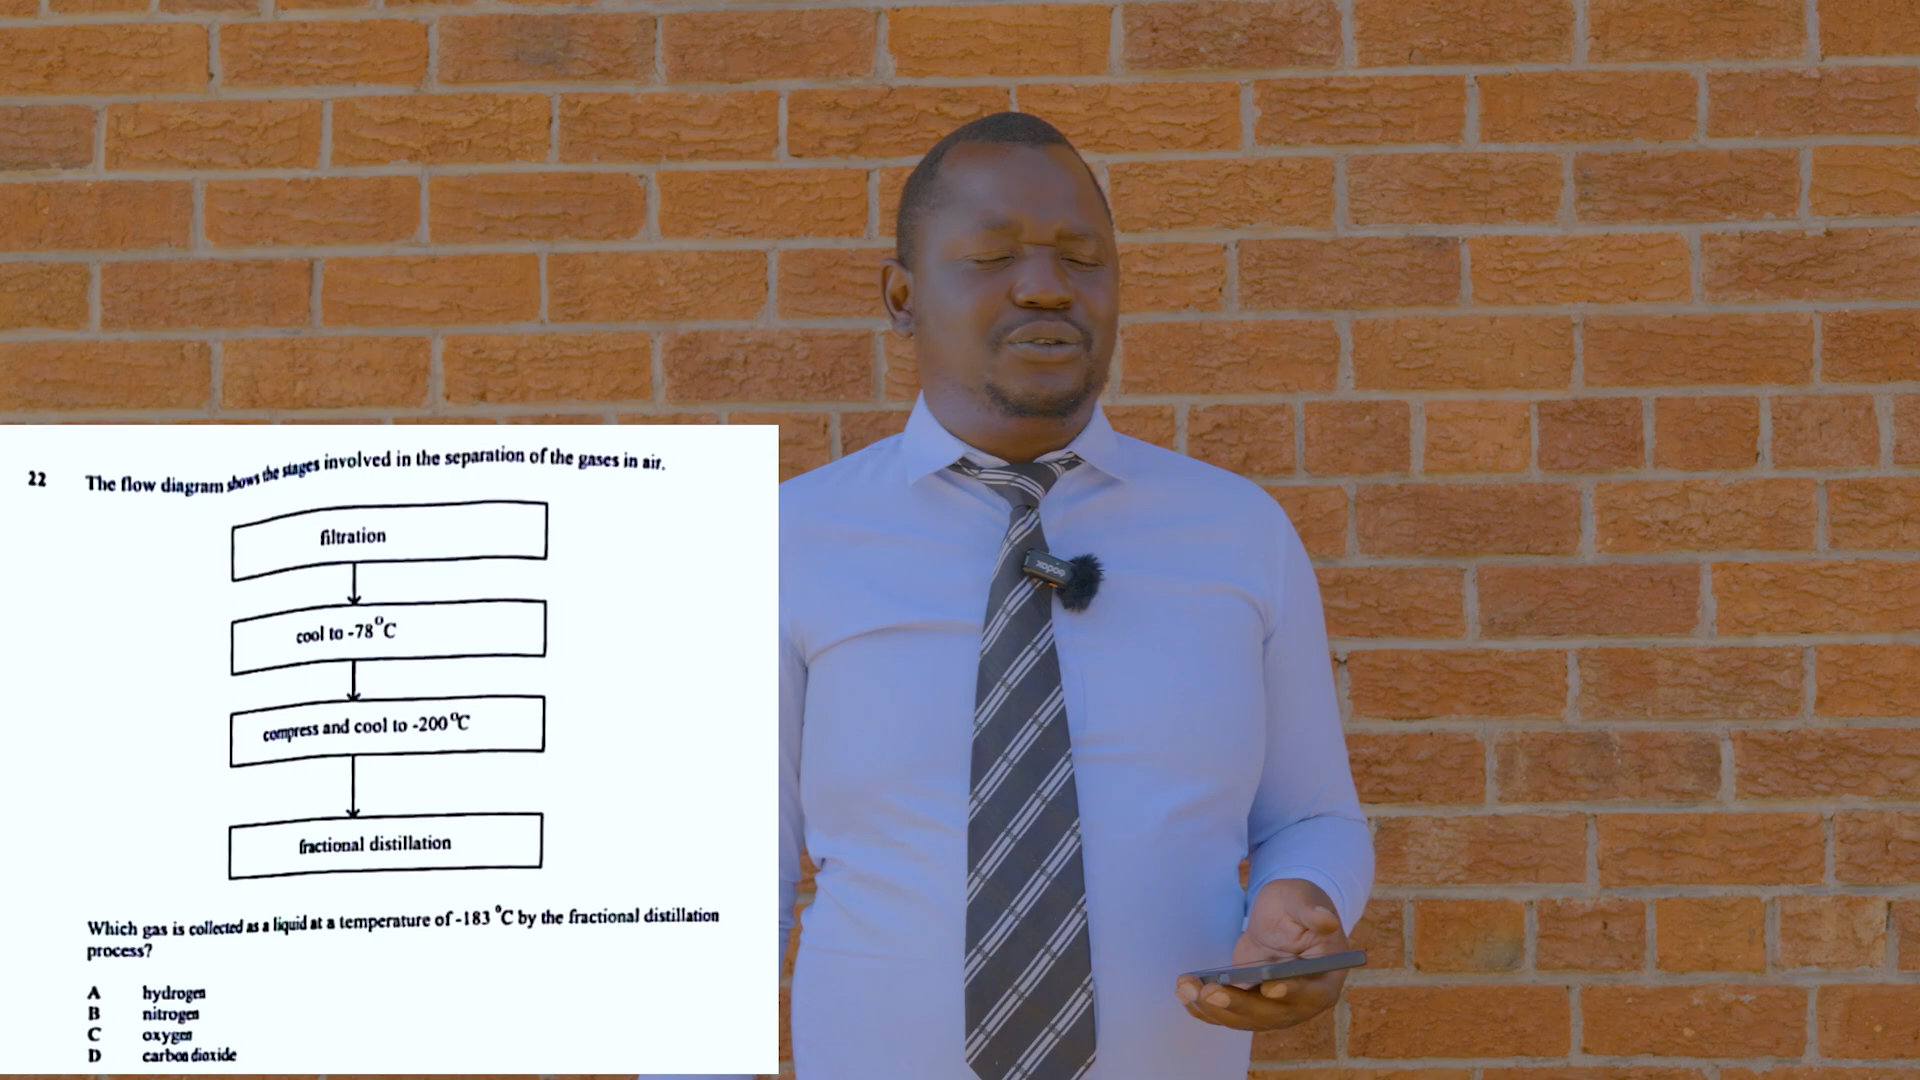 22 The flow diagram shows the stages involved in the separation of the gases in air.
filtration
cool to -78°C
compress and cool to -200°C
fractional distillation
Which gas is collected as a liquid at a temperature of -183 °C by the fractional distillation
process?
A hydrogen
B nitrogen
C oxygen
D carbon dioxide
Godox